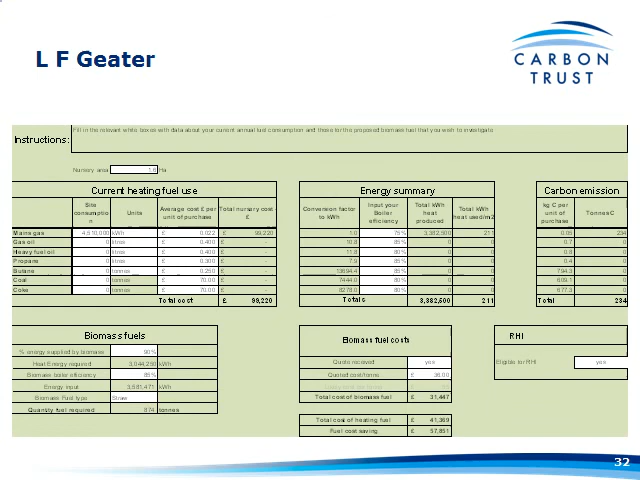 L F Geater
CARBON
TRUST
Instructions:
Fill in the relevant white boxes with data about your current annual fuel consumption and those for the proposed biomass fuel that you wish to investigate
Nursery area 1.6 Ha
Current heating fuel use
Site consumptio n Units Average cost £ per unit of purchase Total nursary cost - £
Mains gas 4,510,000 kWh £ 0.022 £ 99,220
Gas oil 0 litres £ 0.400 £ -
Heavy fuel oil 0 litres £ 0.400 £ -
Propane 0 litres £ 0.300 £ -
Butane 0 tonnes £ 0.250 £ -
Coal 0 tonnes £ 70.00 £ -
Coke 0 tonnes £ 70.00 £ -
Total cost £ 99,220
Energy summary
Conversion factor to kWh Input your Boiler efficiency Total kWh heat produced Total kWh heat used/m2
1.0 75% 3,382,500 211
10.8 85% 0 0
11.8 80% 0 0
7.9 85% 0 0
13694.4 85% 0 0
7444.0 80% 0 0
8278.0 80% 0 0
Totals 3,382,500 211
Carbon emission
kg C per unit of purchase Tonnes C
0.05 234
0.7 0
0.8 0
0.4 0
794.3 0
609.1 0
677.3 0
Total 234
Biomass fuels
% energy supplied by biomass 90%
Heat Energy required 3,044,250 kWh
Biomass boiler efficiency 85%
Energy input 3,581,471 kWh
Biomass Fuel type Straw
Quantity fuel required 874 tonnes
Biomass fuel costs
Quote received yes
Quoted cost/tonne £ 36.00
Total cost of biomass fuel £ 31,447
Total cost of heating fuel £ 41,369
Fuel cost saving £ 57,851
RHI
Eligible for RHI yes
32